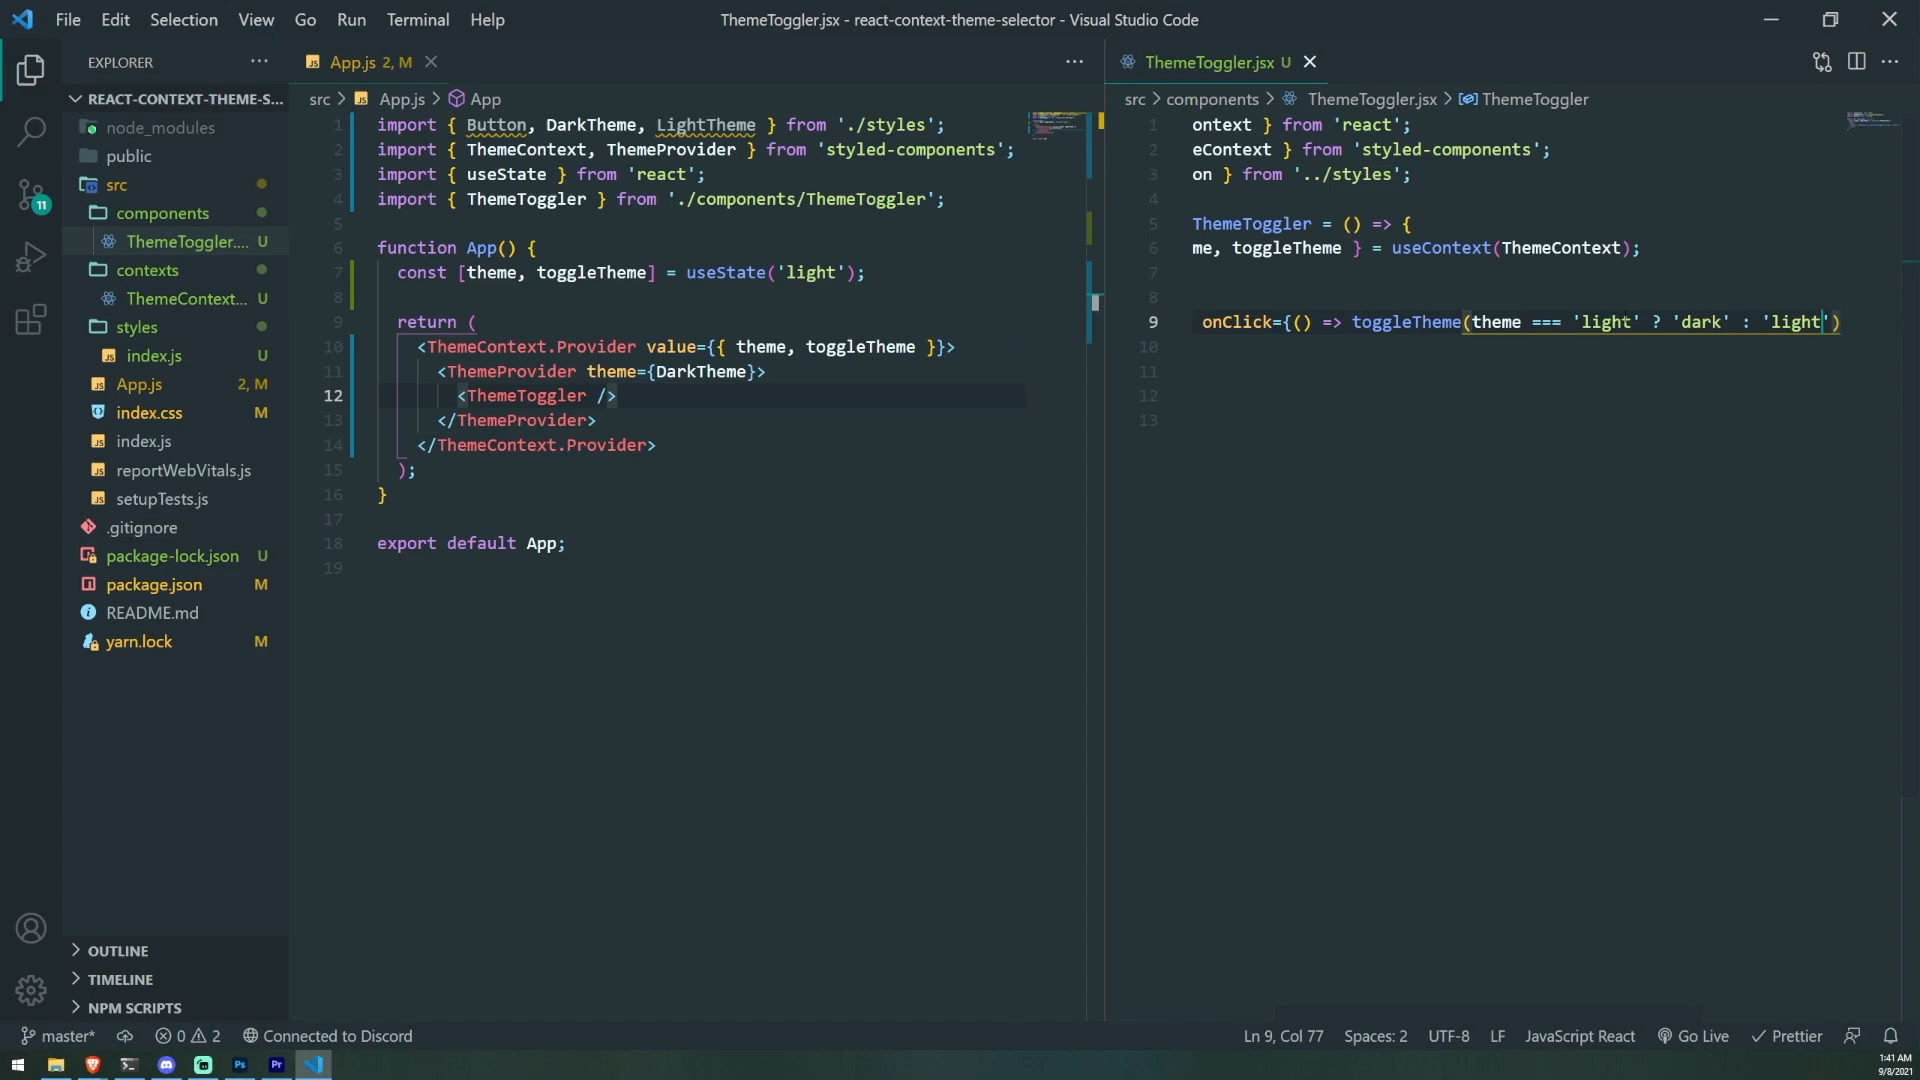 File Edit Selection View Go Run Terminal Help
ThemeToggler.jsx - react-context-theme-selector - Visual Studio Code
EXPLORER
REACT-CONTEXT-THEME-S...
node_modules
public
src
components
ThemeToggler.... U
contexts
ThemeContext... U
styles
index.js U
App.js 2, M
index.css M
index.js
reportWebVitals.js
setupTests.js
.gitignore
package-lock.json U
package.json M
README.md
yarn.lock M
OUTLINE
TIMELINE
NPM SCRIPTS
11
App.js 2, M
src > App.js > App
1 import { Button, DarkTheme, LightTheme } from './styles';
2 import { ThemeContext, ThemeProvider } from 'styled-components';
3 import { useState } from 'react';
4 import { ThemeToggler } from './components/ThemeToggler';
5
6 function App() {
7 const [theme, toggleTheme] = useState('light');
8
9 return (
10 <ThemeContext.Provider value={{ theme, toggleTheme }}>
11 <ThemeProvider theme={DarkTheme}>
12 <ThemeToggler />
13 </ThemeProvider>
14 </ThemeContext.Provider>
15 );
16 }
17
18 export default App;
19
ThemeToggler.jsx U
src > components > ThemeToggler.jsx > ThemeToggler
1 ontext } from 'react';
2 eContext } from 'styled-components';
3 on } from '../styles';
4
5 ThemeToggler = () => {
6 me, toggleTheme } = useContext(ThemeContext);
7
8
9 onClick={() => toggleTheme(theme === 'light' ? 'dark' : 'light')
10
11
12
13
master* 0 2 Connected to Discord
Ln 9, Col 77 Spaces: 2 UTF-8 LF JavaScript React Go Live Prettier
Ps Pr
1:41 AM
9/8/2021